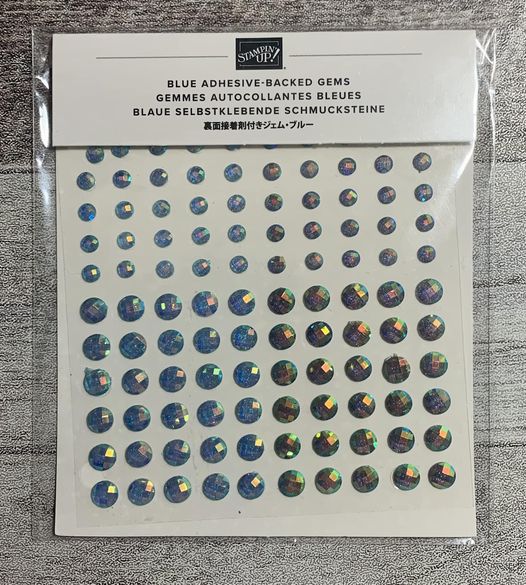 STAMPIN' UP!
BLUE ADHESIVE-BACKED GEMS
GEMMES AUTOCOLLANTES BLEUES
BLAUE SELBSTKLEBENDE SCHMUCKSTEINE
裏面接着剤付きジェム・ブルー